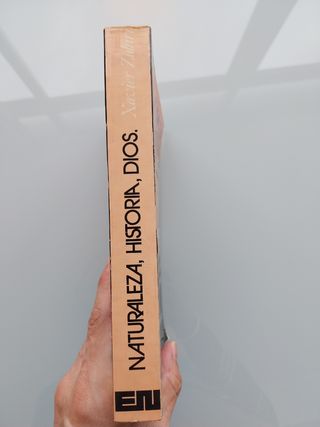 Xavier Zubiri
NATURALEZA, HISTORIA, DIOS.
EN